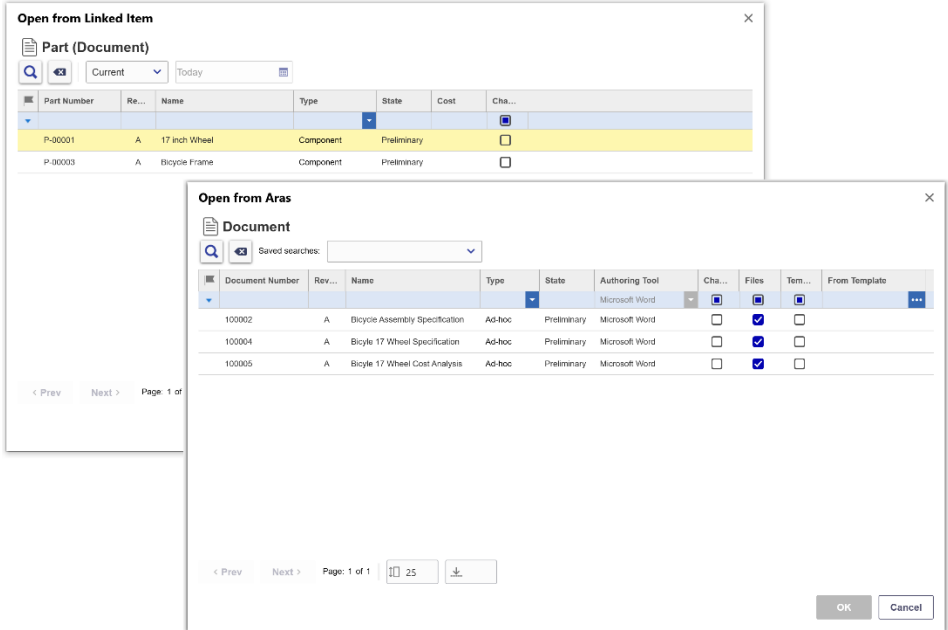 Open from Linked Item
Part (Document)
Current Today
Part Number Re... Name Type State Cost Cha...
P-00001 A 17 inch Wheel Component Preliminary
P-00003 A Bicycle Frame Component Preliminary
< Prev Next > Page: 1 of
Open from Aras
Document
Saved searches:
Document Number Rev... Name Type State Authoring Tool Cha... Files Tem... From Template
Microsoft Word
100002 A Bicycle Assembly Specification Ad-hoc Preliminary Microsoft Word
100004 A Bicyle 17 Wheel Specification Ad-hoc Preliminary Microsoft Word
100005 A Bicyle 17 Wheel Cost Analysis Ad-hoc Preliminary Microsoft Word
< Prev Next > Page: 1 of 1 25
OK Cancel